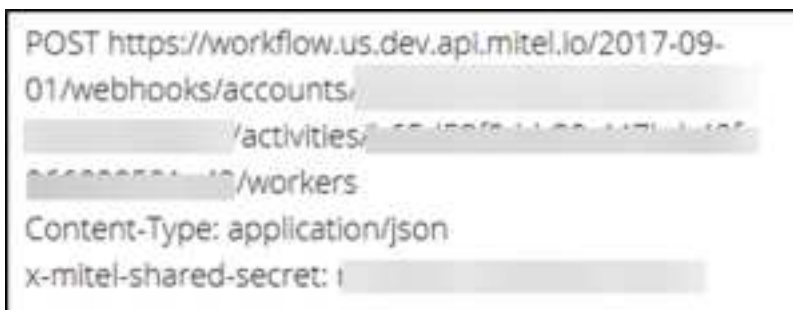 POST https://workflow.us.dev.api.mitel.io/2017-09-
01/webhooks/accounts/
/activities/
/workers
Content-Type: application/json
x-mitel-shared-secret: